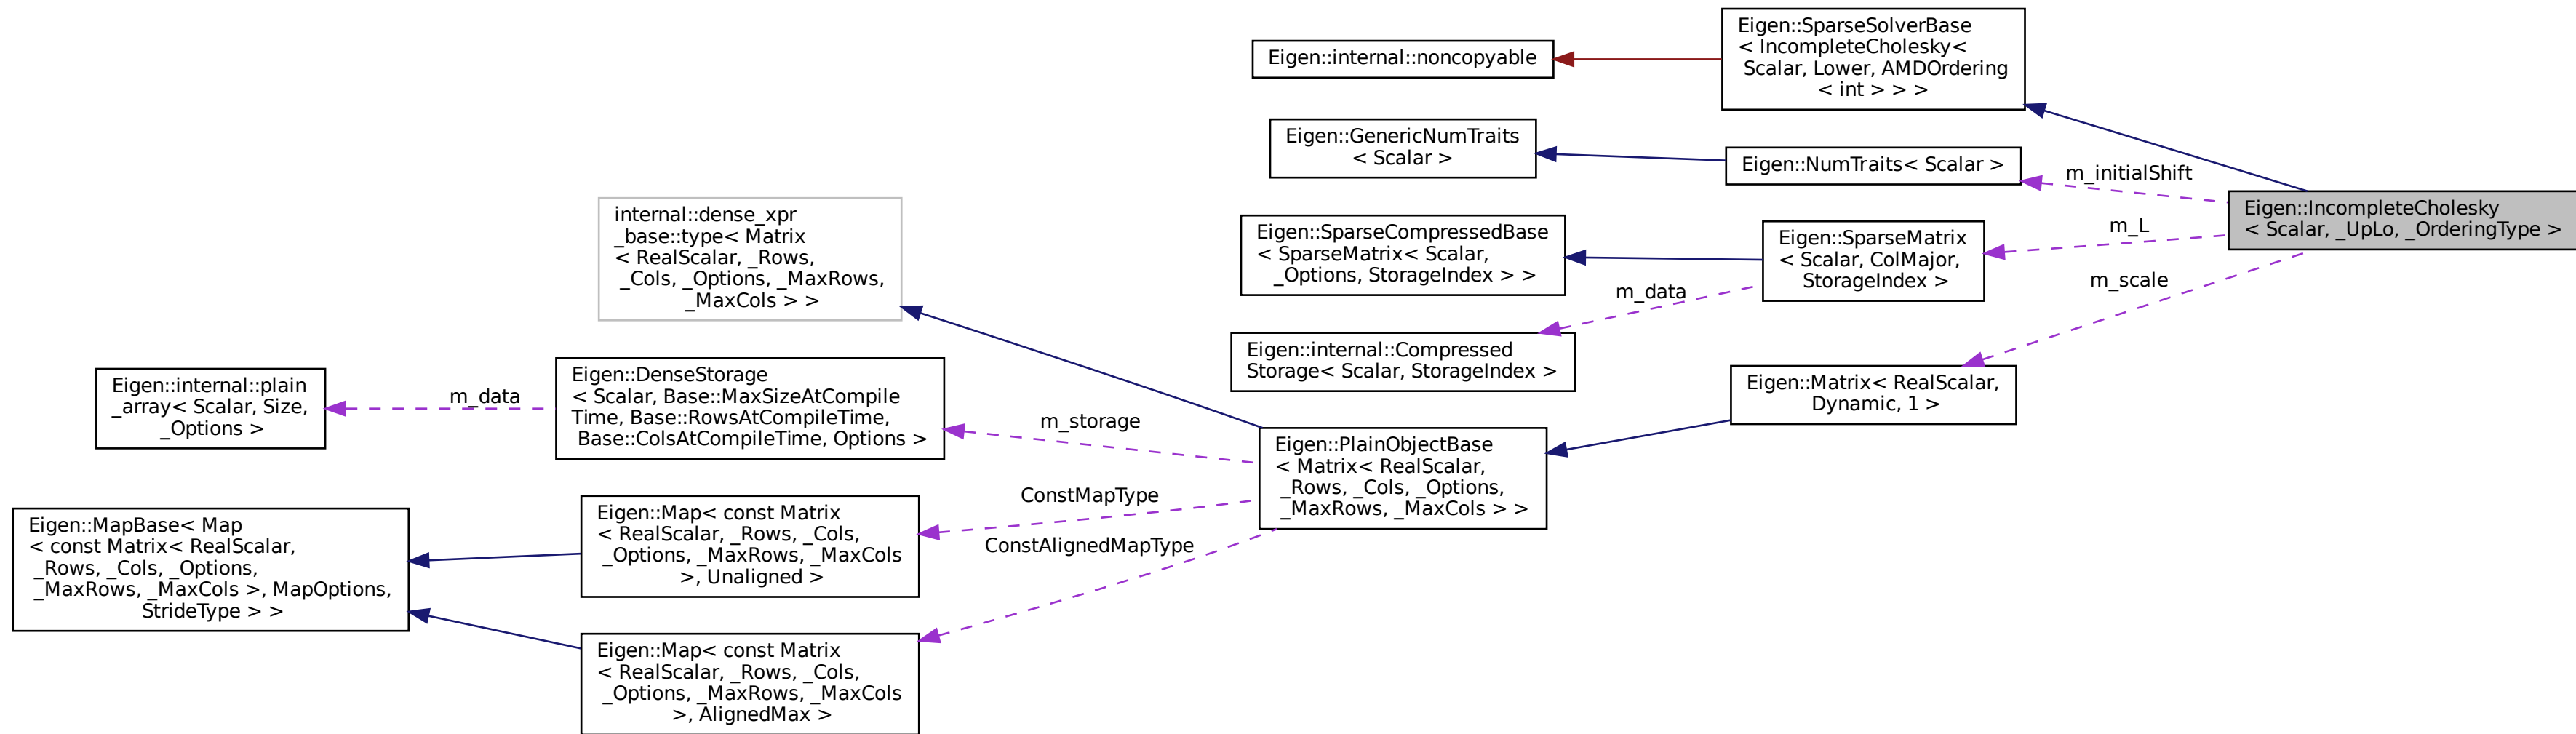 Eigen::SparseSolverBase
< IncompleteCholesky<
Scalar, Lower, AMDOrdering
< int > > >
Eigen::internal::noncopyable
Eigen::GenericNumTraits
< Scalar >
Eigen::NumTraits< Scalar >
m_initialShift
Eigen::IncompleteCholesky
< Scalar, _UpLo, _OrderingType >
internal::dense_xpr
_base::type< Matrix
< RealScalar, _Rows,
_Cols, _Options, _MaxRows,
_MaxCols > >
Eigen::SparseCompressedBase
< SparseMatrix< Scalar,
_Options, StorageIndex > >
Eigen::SparseMatrix
< Scalar, ColMajor,
StorageIndex >
m_L
m_scale
m_data
Eigen::internal::Compressed
Storage< Scalar, StorageIndex >
Eigen::Matrix< RealScalar,
Dynamic, 1 >
Eigen::internal::plain
_array< Scalar, Size,
_Options >
m_data
Eigen::DenseStorage
< Scalar, Base::MaxSizeAtCompile
Time, Base::RowsAtCompileTime,
Base::ColsAtCompileTime, Options >
m_storage
Eigen::PlainObjectBase
< Matrix< RealScalar,
_Rows, _Cols, _Options,
_MaxRows, _MaxCols > >
ConstMapType
ConstAlignedMapType
Eigen::MapBase< Map
< const Matrix< RealScalar,
_Rows, _Cols, _Options,
_MaxRows, _MaxCols >, MapOptions,
StrideType > >
Eigen::Map< const Matrix
< RealScalar, _Rows, _Cols,
_Options, _MaxRows, _MaxCols
>, Unaligned >
Eigen::Map< const Matrix
< RealScalar, _Rows, _Cols,
_Options, _MaxRows, _MaxCols
>, AlignedMax >